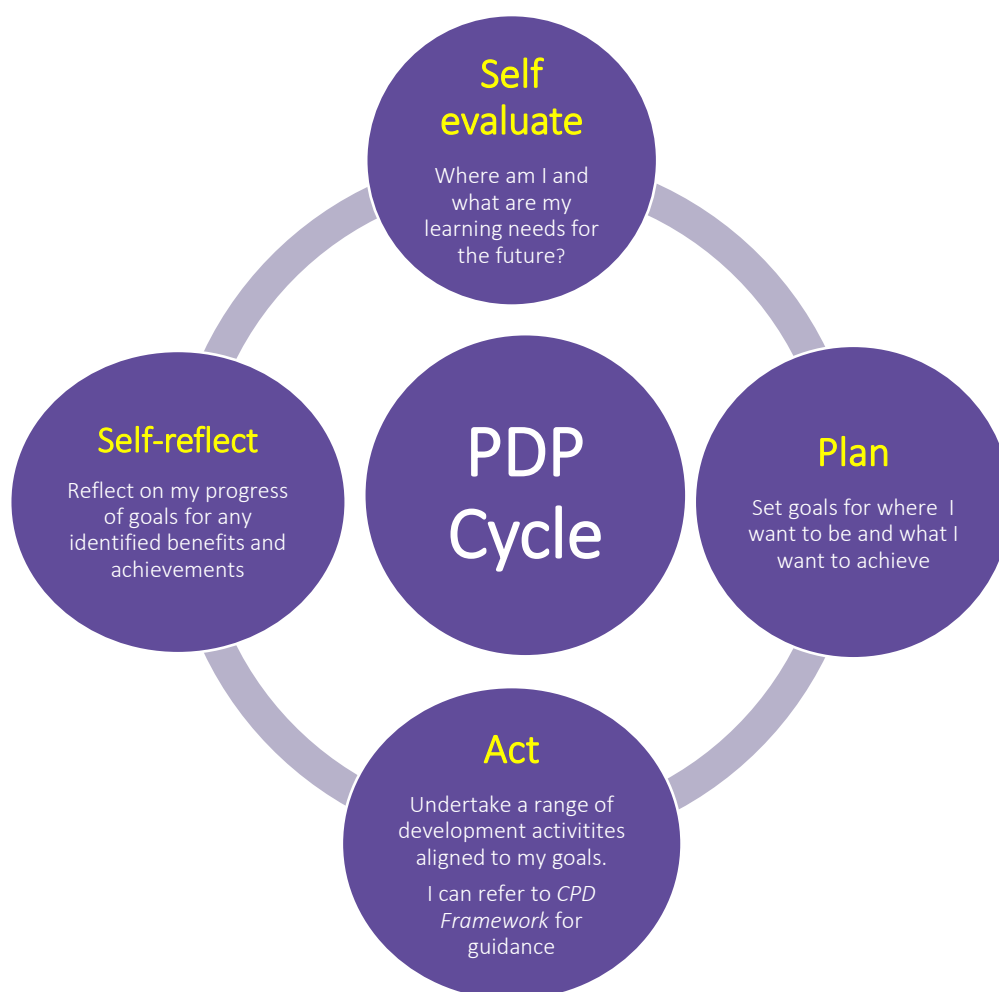 Self
evaluate
Where am I and
what are my
learning needs for
the future?
PDP
Cycle
Plan
Set goals for where I
want to be and what I
want to achieve
Act
Undertake a range of
development activitites
aligned to my goals.
I can refer to CPD
Framework for
guidance
Self-reflect
Reflect on my progress
of goals for any
identified benefits and
achievements